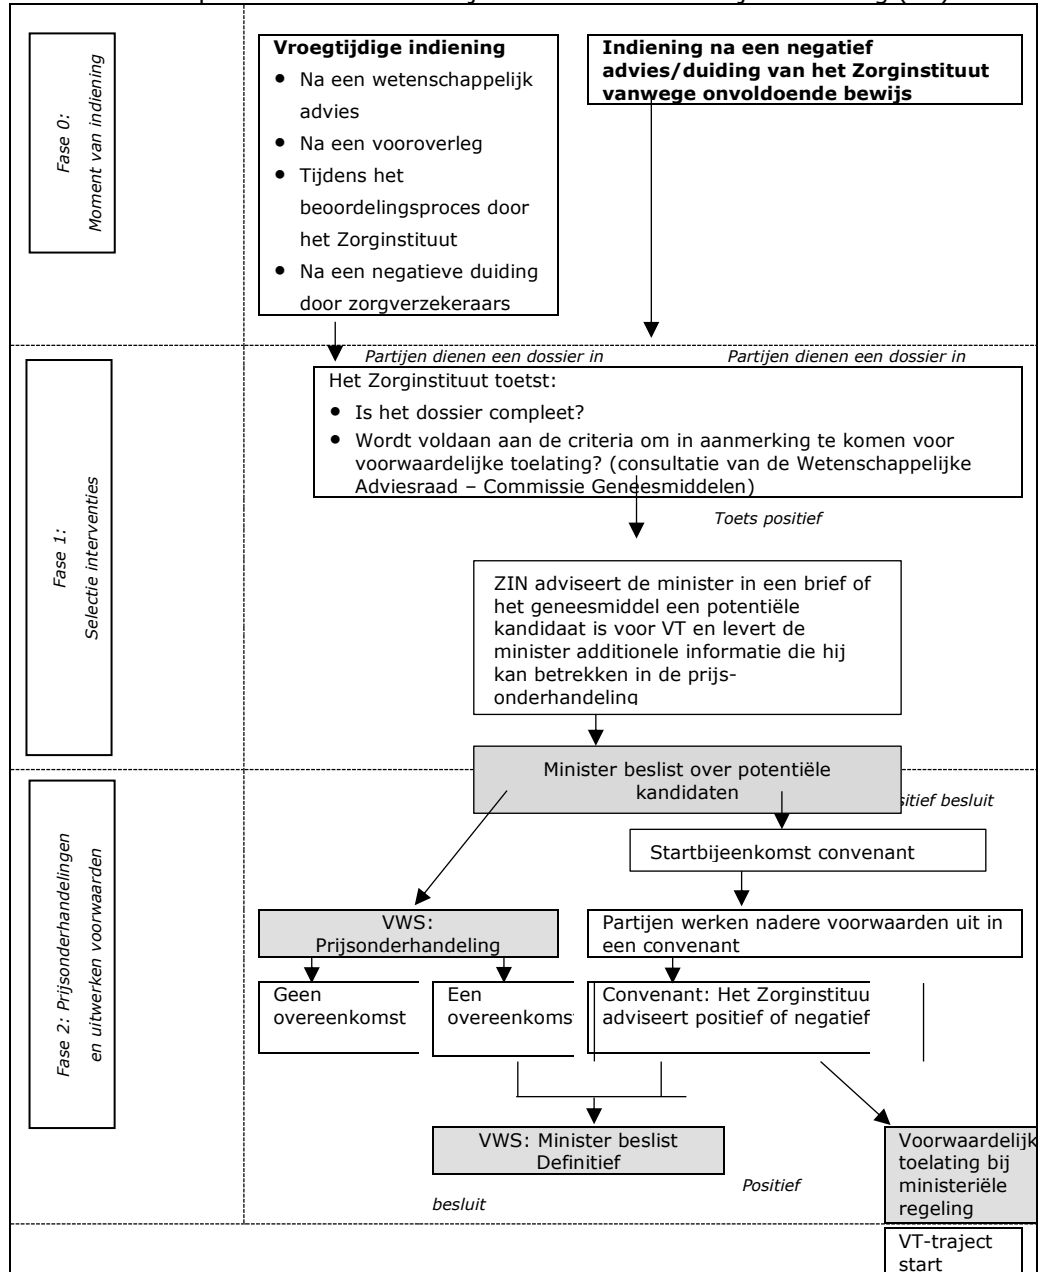 Fase 0:
Moment van indiening
Vroegtijdige indiening
• Na een wetenschappelijk
advies
• Na een vooroverleg
• Tijdens het
beoordelingsproces door
het Zorginstituut
• Na een negatieve duiding
door zorgverzekeraars
Indiening na een negatief
advies/duiding van het Zorginstituut
vanwege onvoldoende bewijs
Partijen dienen een dossier in
Partijen dienen een dossier in
Fase 1:
Selectie interventies
Het Zorginstituut toetst:
• Is het dossier compleet?
• Wordt voldaan aan de criteria om in aanmerking te komen voor
voorwaardelijke toelating? (consultatie van de Wetenschappelijke
Adviesraad – Commissie Geneesmiddelen)
Toets positief
ZIN adviseert de minister in een brief of
het geneesmiddel een potentiële
kandidaat is voor VT en levert de
minister additionele informatie die hij
kan betrekken in de prijs-
onderhandeling
Minister beslist over potentiële
kandidaten
sitief besluit
Fase 2: Prijsonderhandelingen
en uitwerken voorwaarden
Startbijeenkomst convenant
VWS:
Prijsonderhandeling
Partijen werken nadere voorwaarden uit in
een convenant
Geen
overeenkomst
Een
overeenkoms
Convenant: Het Zorginstituu
adviseert positief of negatief
VWS: Minister beslist
Definitief
Positief
besluit
Voorwaardelijk
toelating bij
ministeriële
regeling
VT-traject
start